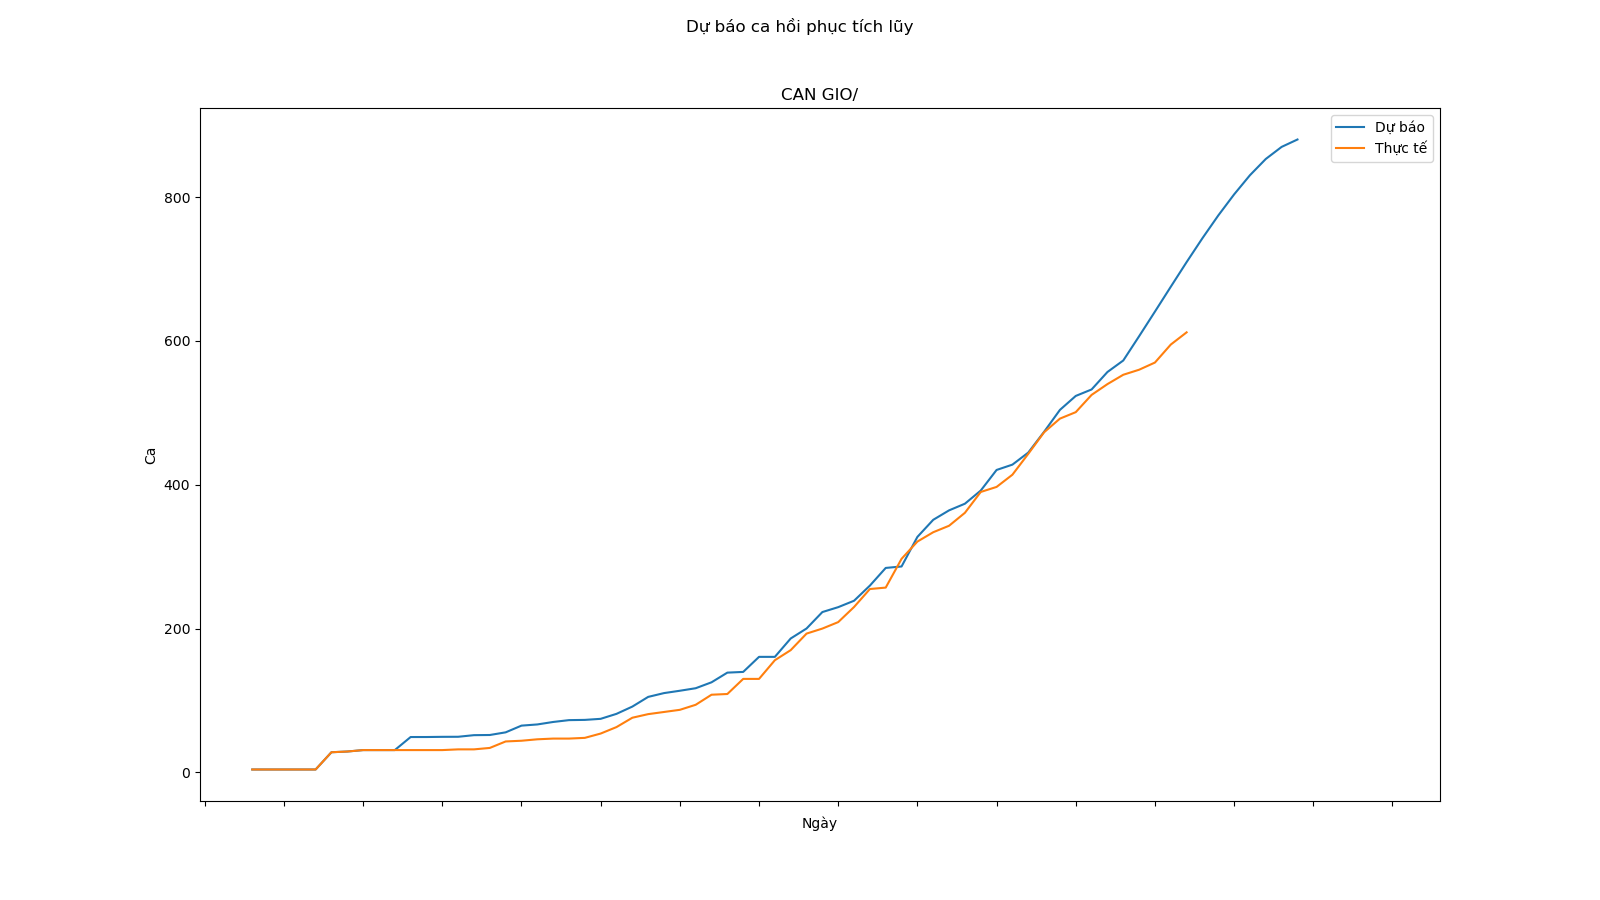 Dự báo ca hồi phục tích lũy
CAN GIO/
Dự báo
Thực tế
800
600
400
200
0
Ca
Ngày